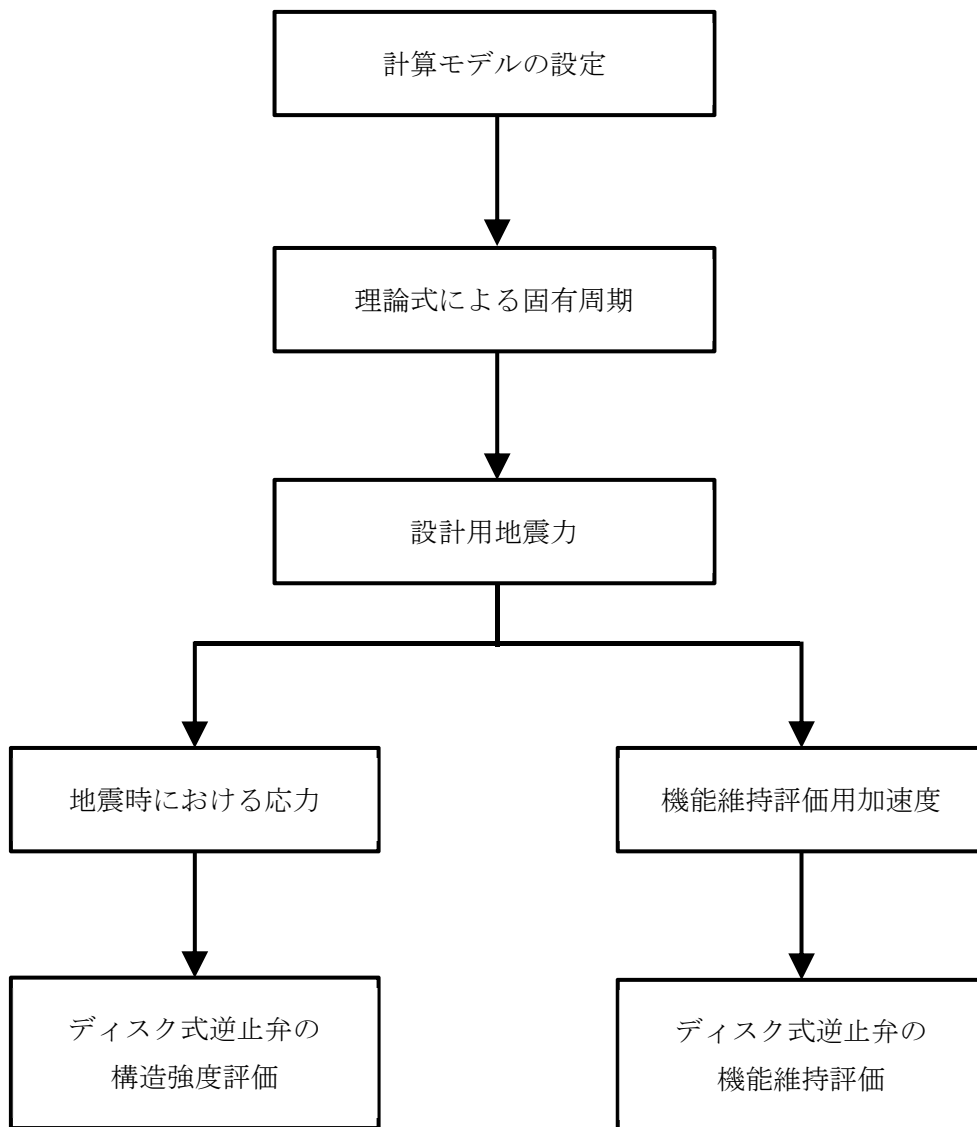 計算モデルの設定
理論式による固有周期
設計用地震力
地震時における応力
機能維持評価用加速度
ディスク式逆止弁の
構造強度評価
ディスク式逆止弁の
機能維持評価